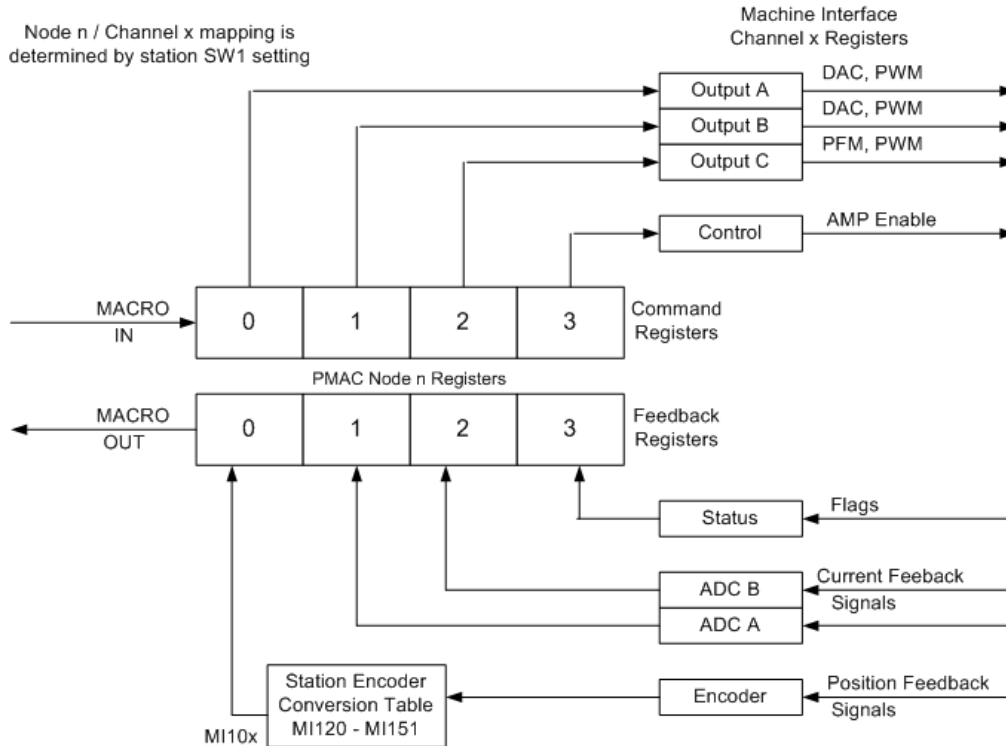 Node n / Channel x mapping is
determined by station SW1 setting
Machine Interface
Channel x Registers
Output A
DAC, PWM
Output B
DAC, PWM
Output C
PFM, PWM
Control
AMP Enable
MACRO
IN
0
1
2
3
Command
Registers
PMAC Node n Registers
MACRO
OUT
0
1
2
3
Feedback
Registers
Status
Flags
ADC B
ADC A
Current Feeback
Signals
Station Encoder
Conversion Table
MI120 - MI151
MI10x
Encoder
Position Feedback
Signals